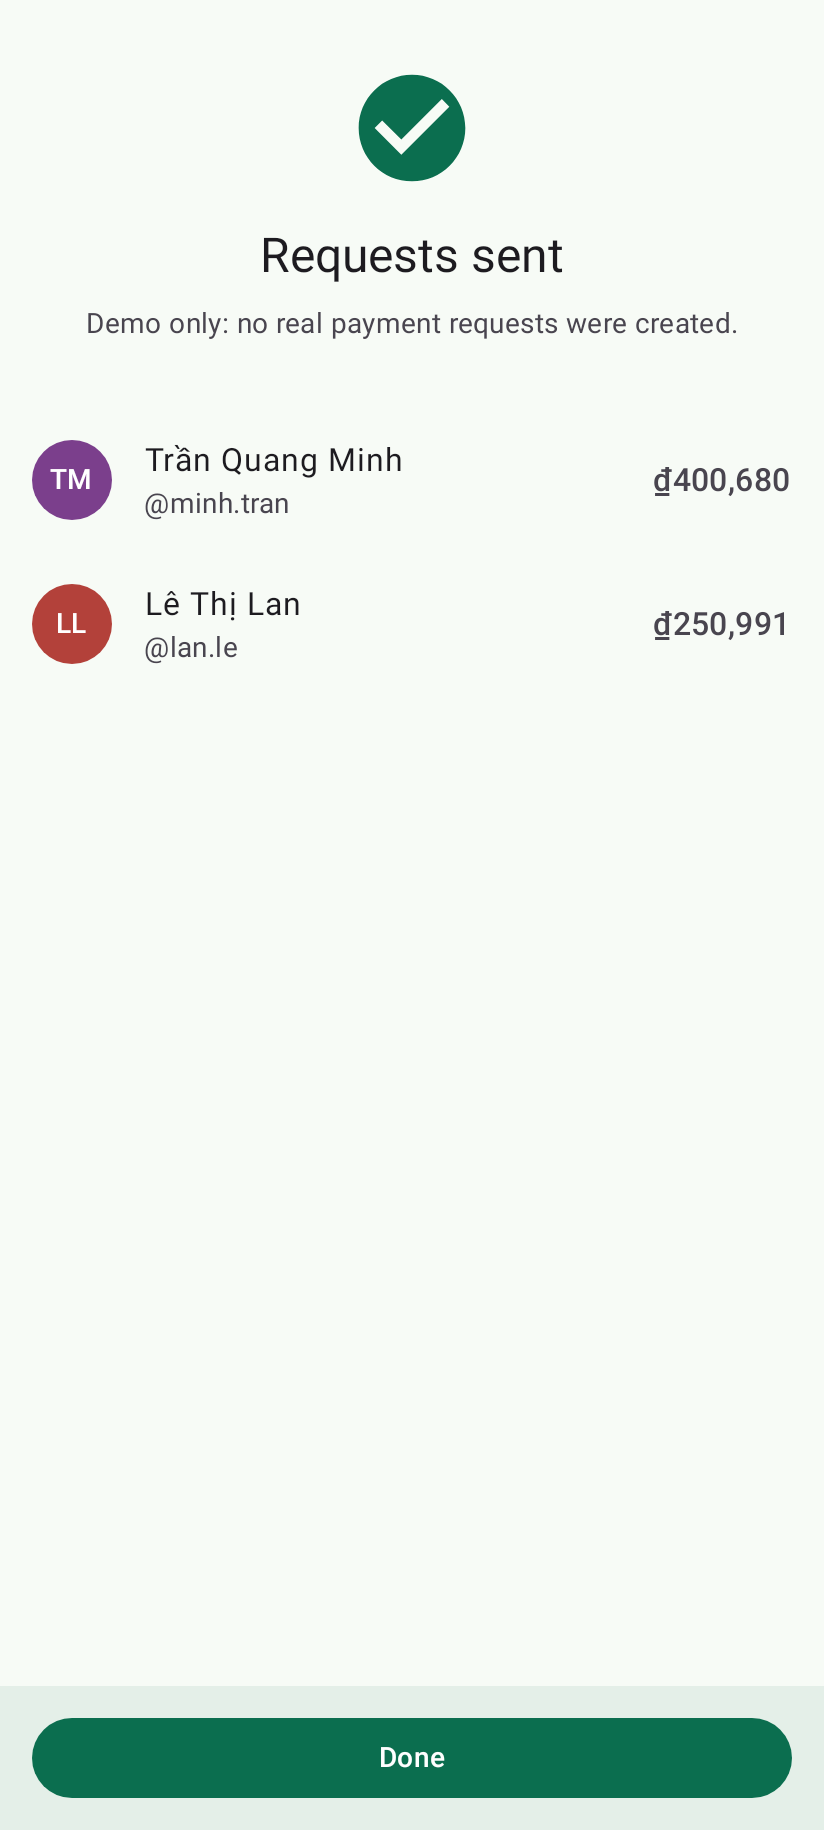 Requests sent
Demo only: no real payment requests were created.
TM
Trần Quang Minh
@minh.tran
₫400,680
LL
Lê Thị Lan
@lan.le
₫250,991
Done